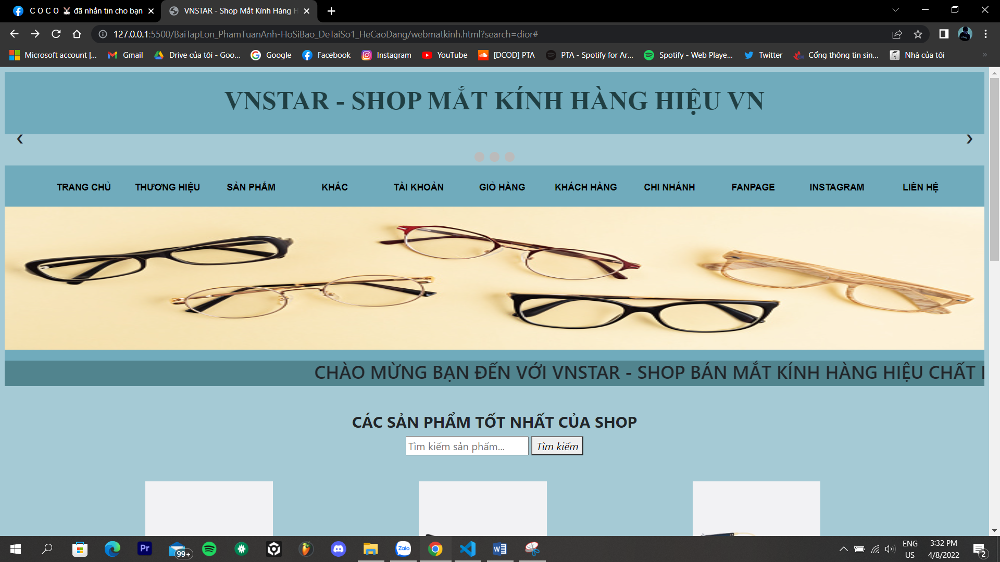 C O C O 🐰 đã nhắn tin cho bạn
VNSTAR - Shop Mắt Kính Hàng H
127.0.0.1:5500/BaiTapLon_PhamTuanAnh-HoSiBao_DeTaiSo1_HeCaoDang/webmatkinh.html?search=dior#
Microsoft account |... Gmail Drive của tôi - Goo... Google Facebook Instagram YouTube [DCOD] PTA PTA - Spotify for Ar... Spotify - Web Playe... Twitter Cổng thông tin sin... Nhà của tôi »
VNSTAR - SHOP MẮT KÍNH HÀNG HIỆU VN
❮ ❯
TRANG CHỦ THƯƠNG HIỆU SẢN PHẨM KHÁC TÀI KHOẢN GIỎ HÀNG KHÁCH HÀNG CHI NHÁNH FANPAGE INSTAGRAM LIÊN HỆ
CHÀO MỪNG BẠN ĐẾN VỚI VNSTAR - SHOP BÁN MẮT KÍNH HÀNG HIỆU CHẤT
CÁC SẢN PHẨM TỐT NHẤT CỦA SHOP
Tìm kiếm sản phẩm... Tìm kiếm
Pr 99+ Zalo
ENG
US
3:32 PM
4/8/2022
2